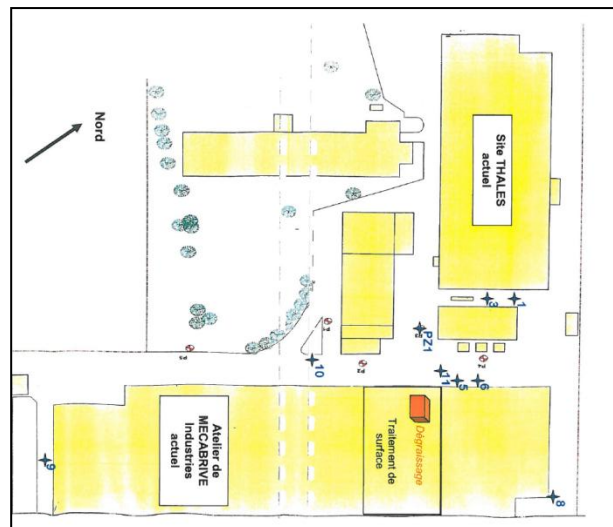 Nord
Site THALES
actuel
3
1
PZ1
10
11
5
6
Dégraissage
Traitement de
surface
Atelier de
MECABRIVE
Industries
actuel
9
8